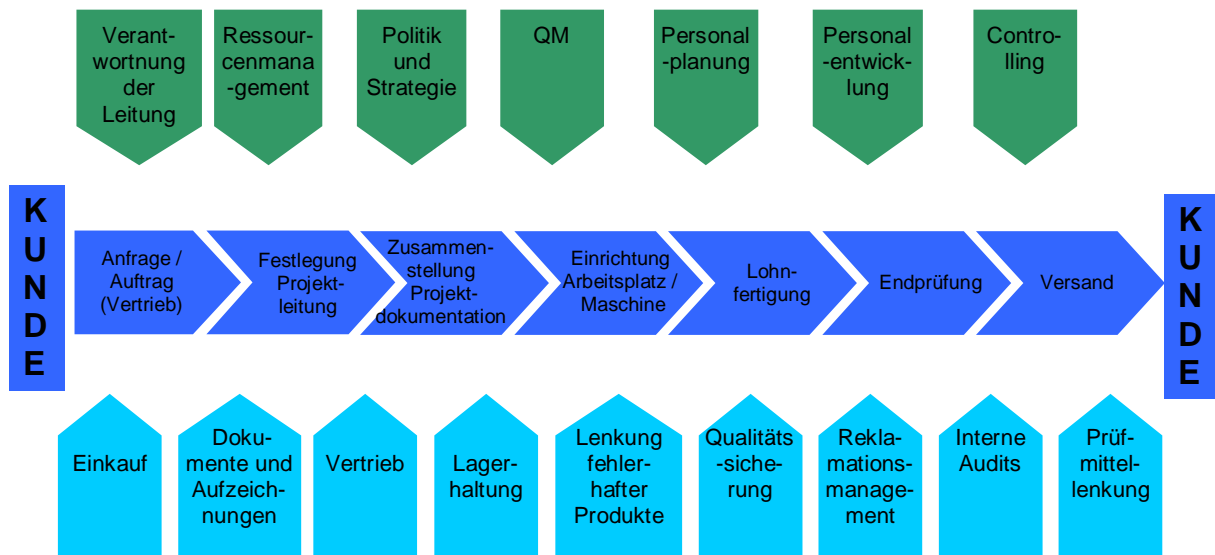 Verant-
wortnung
der
Leitung
Ressour-
cenmana
-gement
Politik
und
Strategie
QM
Personal
-planung
Personal
-entwick-
lung
Contro-
lling
K
U
N
D
E
Anfrage /
Auftrag
(Vertrieb)
Festlegung
Projekt-
leitung
Zusammen-
stellung
Projekt-
dokumentation
Einrichtung
Arbeitsplatz /
Maschine
Lohn-
fertigung
Endprüfung
Versand
K
U
N
D
E
Einkauf
Doku-
mente und
Aufzeich-
nungen
Vertrieb
Lager-
haltung
Lenkung
fehler-
hafter
Produkte
Qualitäts
-siche-
rung
Rekla-
mations-
manage-
ment
Interne
Audits
Prüf-
mittel-
lenkung